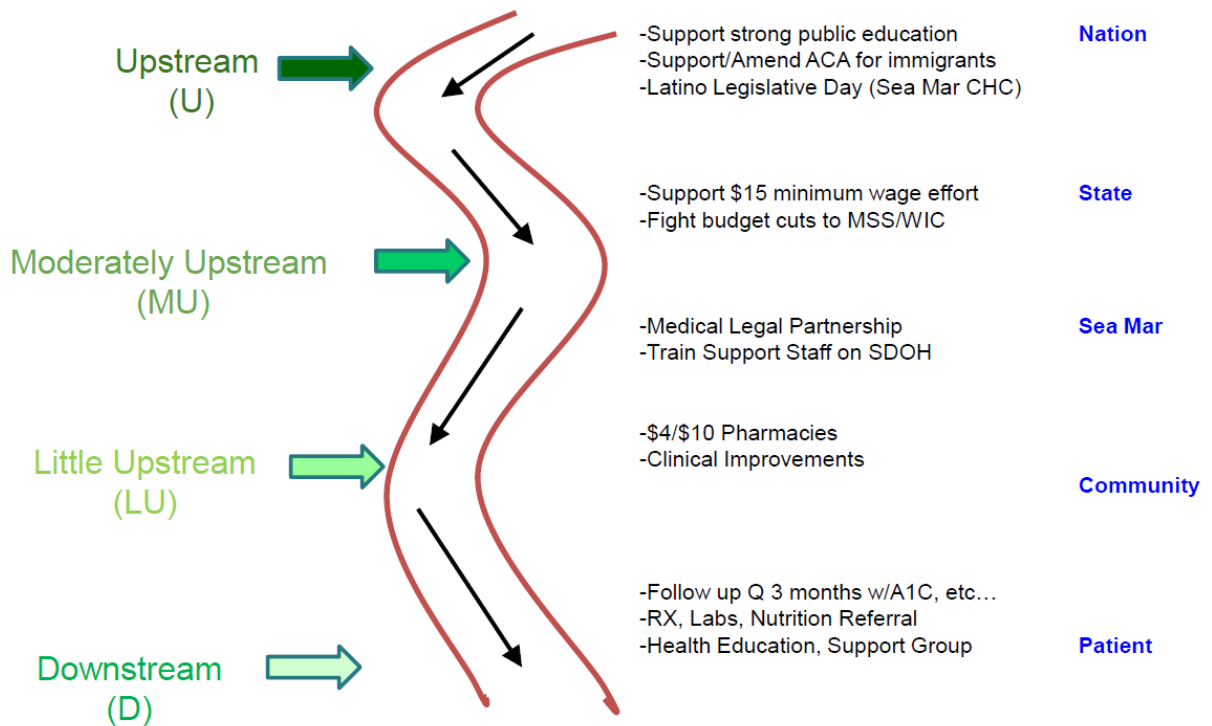 Upstream
(U)
-Support strong public education
-Support/Amend ACA for immigrants
-Latino Legislative Day (Sea Mar CHC)
Nation
-Support $15 minimum wage effort
-Fight budget cuts to MSS/WIC
State
Moderately Upstream
(MU)
-Medical Legal Partnership
-Train Support Staff on SDOH
Sea Mar
Little Upstream
(LU)
-$4/$10 Pharmacies
-Clinical Improvements
Community
-Follow up Q 3 months w/A1C, etc…
-RX, Labs, Nutrition Referral
-Health Education, Support Group
Patient
Downstream
(D)